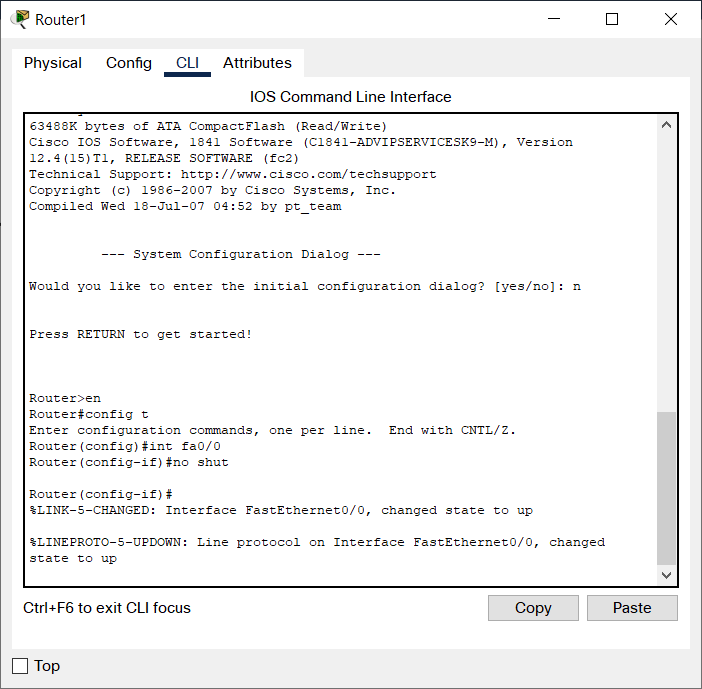 Router1
Physical Config CLI Attributes
IOS Command Line Interface
63488K bytes of ATA CompactFlash (Read/Write)
Cisco IOS Software, 1841 Software (C1841-ADVIPSERVICESK9-M), Version
12.4(15)T1, RELEASE SOFTWARE (fc2)
Technical Support: http://www.cisco.com/techsupport
Copyright (c) 1986-2007 by Cisco Systems, Inc.
Compiled Wed 18-Jul-07 04:52 by pt_team
--- System Configuration Dialog ---
Would you like to enter the initial configuration dialog? [yes/no]: n
Press RETURN to get started!
Router>en
Router#config t
Enter configuration commands, one per line.  End with CNTL/Z.
Router(config)#int fa0/0
Router(config-if)#no shut
Router(config-if)#
%LINK-5-CHANGED: Interface FastEthernet0/0, changed state to up
%LINEPROTO-5-UPDOWN: Line protocol on Interface FastEthernet0/0, changed
state to up
Ctrl+F6 to exit CLI focus
Copy Paste
Top